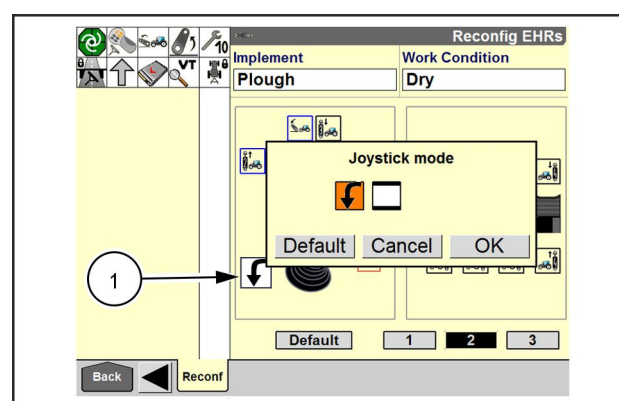 Reconfig EHRs
10
VT
Implement
Work Condition
Plough
Dry
Joystick mode
Default
Cancel
OK
1
Default
1
2
3
Back
Reconf